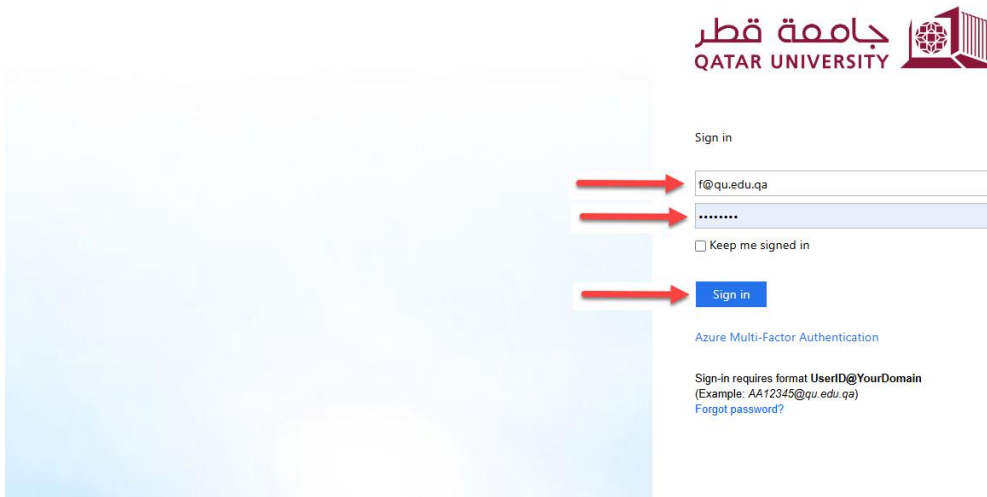 جامعة قطر
QATAR UNIVERSITY
Sign in
f@qu.edu.qa
••••••••
Keep me signed in
Sign in
Azure Multi-Factor Authentication
Sign-in requires format UserID@YourDomain
(Example: AA12345@qu.edu.qa)
Forgot password?